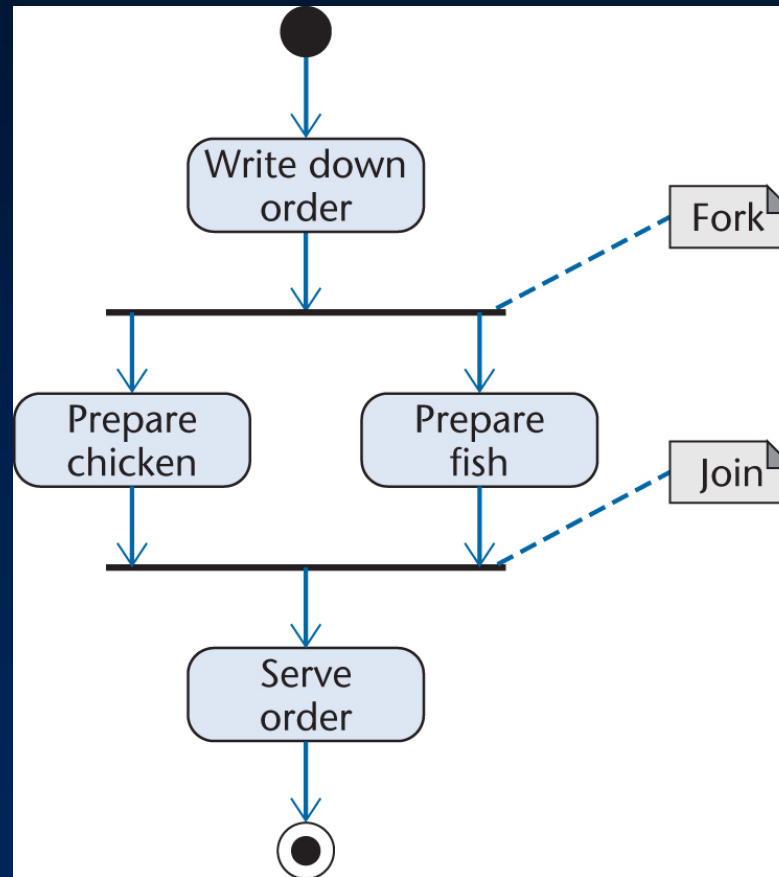 Write down
order
Fork
Prepare
chicken
Prepare
fish
Join
Serve
order